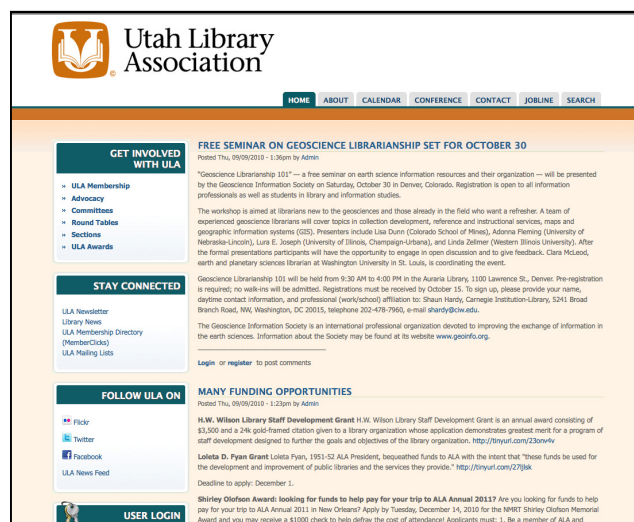 Utah Library
Association
©
HOME ABOUT CALENDAR CONFERENCE CONTACT JOBLINE SEARCH
GET INVOLVED
WITH ULA
» ULA Membership
» Advocacy
» Committees
» Round Tables
» Sections
» ULA Awards
STAY CONNECTED
ULA Newsletter
Library News
ULA Membership Directory
(MemberClicks)
ULA Mailing Lists
FOLLOW ULA ON
Flickr
Twitter
Facebook
ULA News Feed
USER LOGIN
FREE SEMINAR ON GEOSCIENCE LIBRARIANSHIP SET FOR OCTOBER 30
Posted Thu, 09/09/2010 - 1:36pm by Admin
"Geoscience Librarianship 101" — a free seminar on earth science information resources and their organization — will be presented
by the Geoscience Information Society on Saturday, October 30 in Denver, Colorado. Registration is open to all information
professionals as well as students in library and information studies.
The workshop is aimed at librarians new to the geosciences and those already in the field who want a refresher. A team of
experienced geoscience librarians will cover topics in collection development, reference and instructional services, maps and
geographic information systems (GIS). Presenters include Lisa Dunn (Colorado School of Mines), Adonna Fleming (University of
Nebraska-Lincoln), Lura E. Joseph (University of Illinois, Champaign-Urbana), and Linda Zellmer (Western Illinois University). After
the formal presentations participants will have the opportunity to engage in open discussion and to give feedback. Clara McLeod,
earth and planetary sciences librarian at Washington University in St. Louis, is coordinating the event.
Geoscience Librarianship 101 will be held from 9:30 AM to 4:00 PM in the Auraria Library, 1100 Lawrence St., Denver. Pre-registration
is required; no walk-ins will be admitted. Registrations must be received by October 15. To sign up, please provide your name,
daytime contact information, and professional (work/school) affiliation to: Shaun Hardy, Carnegie Institution-Library, 5241 Broad
Branch Road, NW, Washington, DC 20015, telephone 202-478-7960, e-mail shardy@ciw.edu.
The Geoscience Information Society is an international professional organization devoted to improving the exchange of information in
the earth sciences. Information about the Society may be found at its website www.geoinfo.org.
Login or register to post comments
MANY FUNDING OPPORTUNITIES
Posted Thu, 09/09/2010 - 1:23pm by Admin
H.W. Wilson Library Staff Development Grant H.W. Wilson Library Staff Development Grant is an annual award consisting of
$3,500 and a 24k gold-framed citation given to a library organization whose application demonstrates greatest merit for a program of
staff development designed to further the goals and objectives of the library organization. http://tinyurl.com/23onv4v
Loleta D. Fyan Grant Loleta Fyan, 1951-52 ALA President, bequeathed funds to ALA with the intent that "these funds be used for
the development and improvement of public libraries and the services they provide." http://tinyurl.com/27ljlsk
Deadline to apply: December 1.
Shirley Olofson Award: looking for funds to help pay for your trip to ALA Annual 2011? Are you looking for funds to help
pay for your trip to ALA Annual 2011 in New Orleans? Apply by Tuesday, December 14, 2010 for the NMRT Shirley Olofson Memorial
Award and you may receive a $1000 check to help defray the cost of attendance! Applicants must: 1. Be a member of ALA and